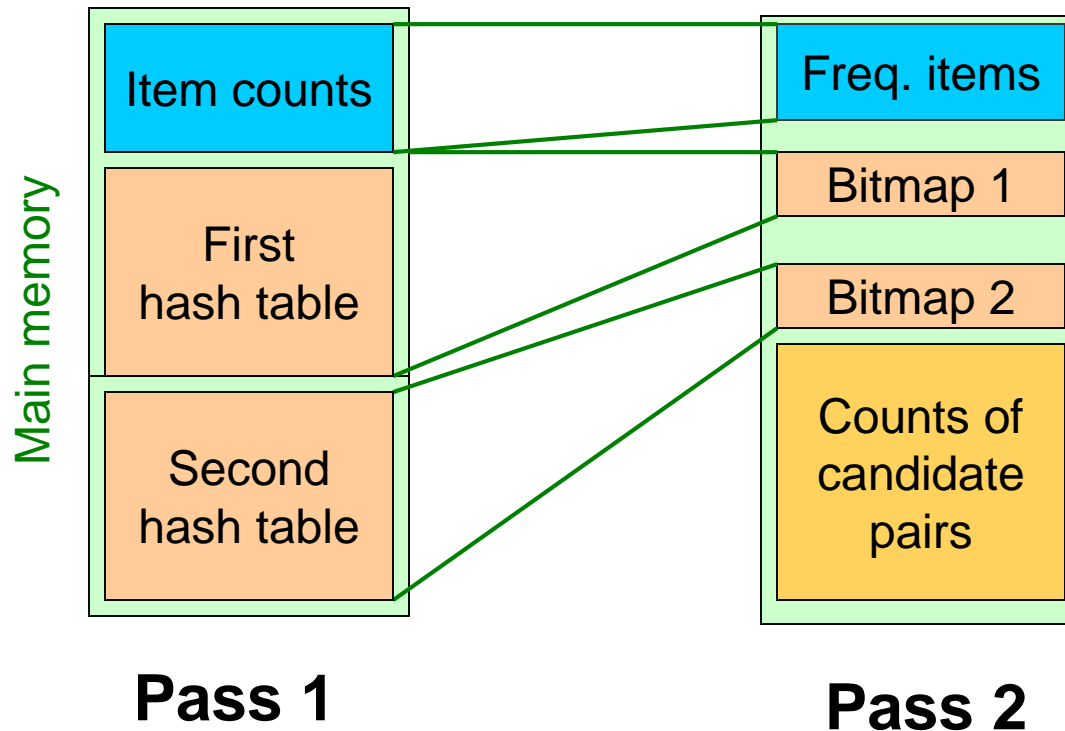 Main memory
Item counts
First
hash table
Second
hash table
Pass 1
Freq. items
Bitmap 1
Bitmap 2
Counts of
candidate
pairs
Pass 2